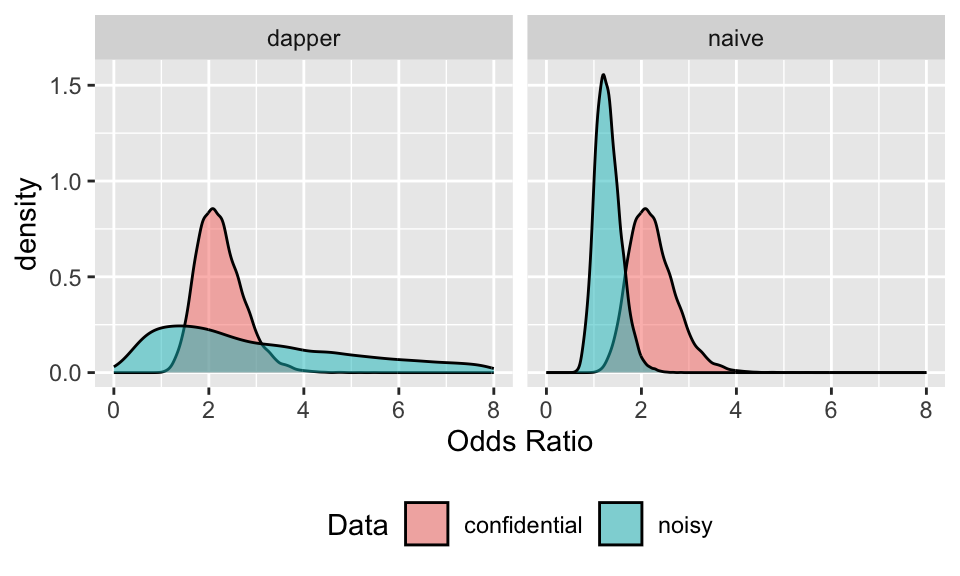 dapper naive
1.5
1.0
0.5
0.0
density
0 2 4 6 8 0 2 4 6 8
Odds Ratio
Data confidential noisy